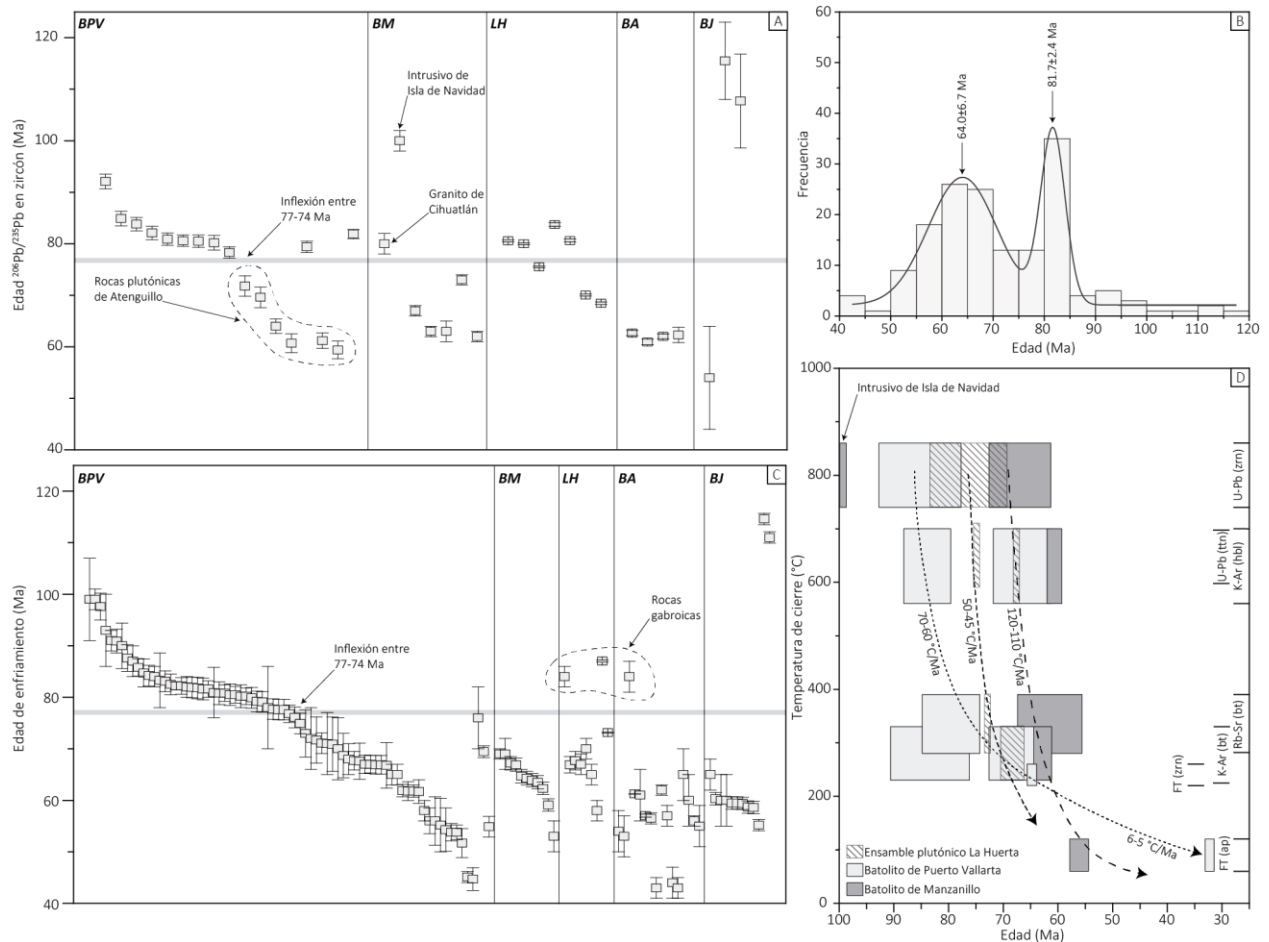 BPV
BM
LH
BA
BJ
A
120
100
80
60
40
Edad ²⁰⁶Pb/²³⁵Pb en zircón (Ma)
Intrusivo de
Isla de Navidad
Granito de
Cihuatlán
Inflexión entre
77-74 Ma
Rocas plutónicas
de Atenguillo
B
60
50
40
30
20
10
0
Frecuencia
64.0±6.7 Ma
81.7±2.4 Ma
40
50
60
70
80
90
100
110
120
Edad (Ma)
BPV
BM
LH
BA
BJ
C
120
100
80
60
40
Edad de enfriamiento (Ma)
Inflexión entre
77-74 Ma
Rocas
gabroicas
D
1000
800
600
400
200
0
Temperatura de cierre (°C)
Intrusivo de Isla de Navidad
70-60 °C/Ma
50-45 °C/Ma
120-110 °C/Ma
6-5 °C/Ma
U-Pb (zrn)
U-Pb (ttn)
K-Ar (hbl)
Rb-Sr (bt)
K-Ar (bt)
FT (zrn)
FT (ap)
Ensamble plutónico La Huerta
Batolito de Puerto Vallarta
Batolito de Manzanillo
100
90
80
70
60
50
40
30
Edad (Ma)